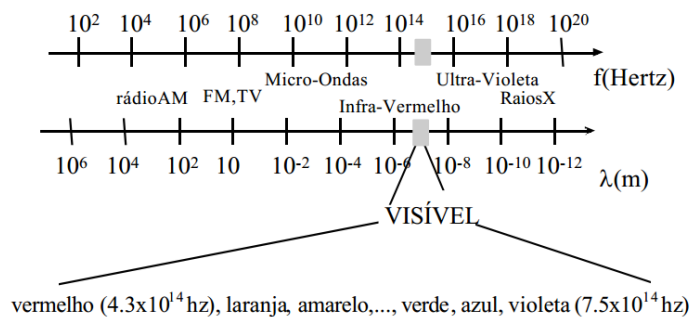 10² 10⁴ 10⁶ 10⁸ 10¹⁰ 10¹² 10¹⁴ 10¹⁶ 10¹⁸ 10²⁰
f(Hertz)
Micro-Ondas Ultra-Violeta
rádioAM FM,TV Infra-Vermelho RaiosX
10⁶ 10⁴ 10² 10 10⁻² 10⁻⁴ 10⁻⁶ 10⁻⁸ 10⁻¹⁰ 10⁻¹²
λ(m)
VISÍVEL
vermelho (4.3x10¹⁴hz), laranja, amarelo,..., verde, azul, violeta (7.5x10¹⁴hz)